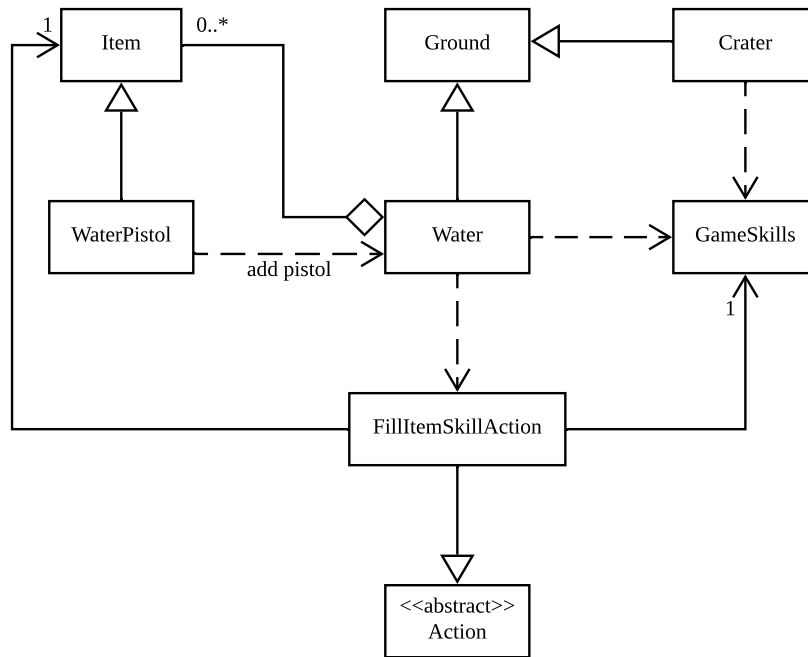 1
Item
0..*
Ground
Crater
WaterPistol
add pistol
Water
GameSkills
1
FillItemSkillAction
<<abstract>>
Action